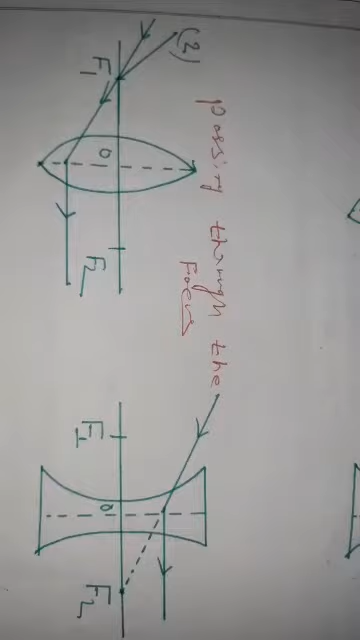 (2) passing through the
Focus
F1
O
F2
F1
O
F2